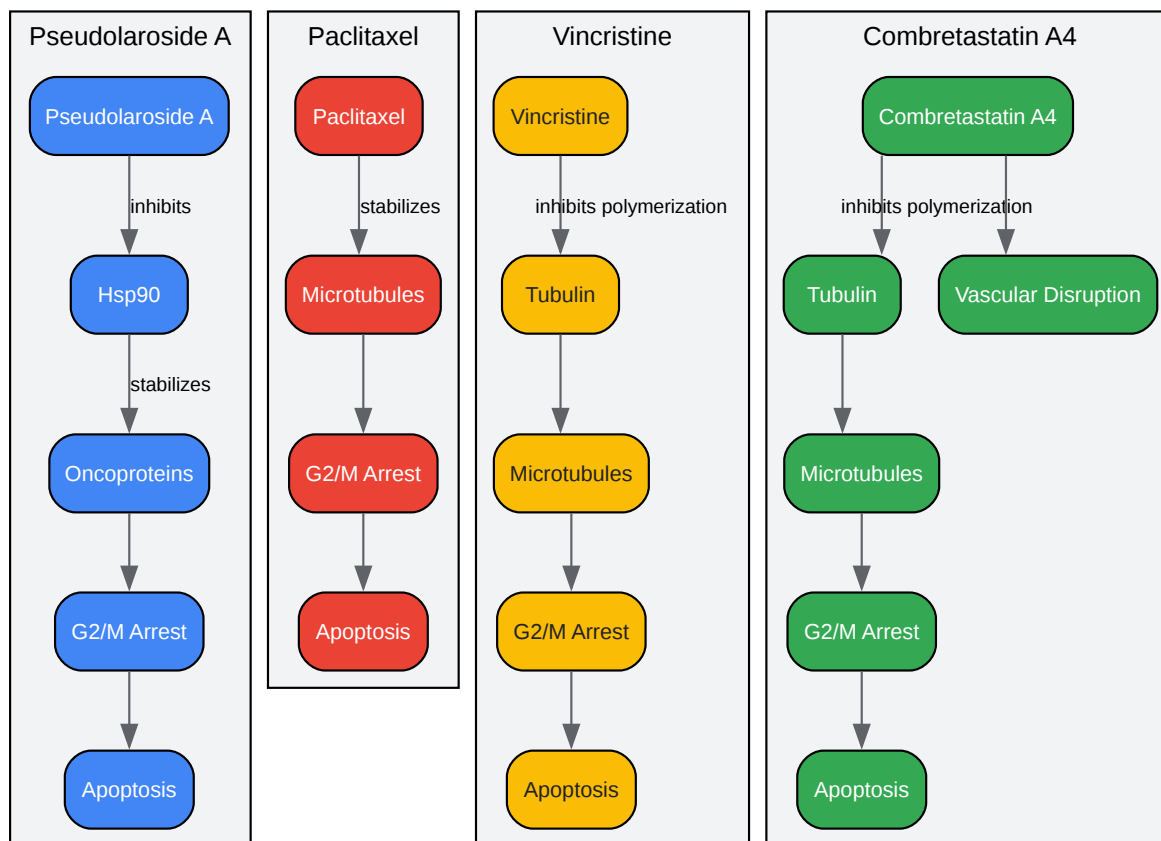 Pseudolaroside A
Pseudolaroside A
inhibits
Hsp90
stabilizes
Oncoproteins
G2/M Arrest
Apoptosis
Paclitaxel
Paclitaxel
stabilizes
Microtubules
G2/M Arrest
Apoptosis
Vincristine
Vincristine
inhibits polymerization
Tubulin
Microtubules
G2/M Arrest
Apoptosis
Combretastatin A4
Combretastatin A4
inhibits polymerization
Tubulin
Vascular Disruption
Microtubules
G2/M Arrest
Apoptosis